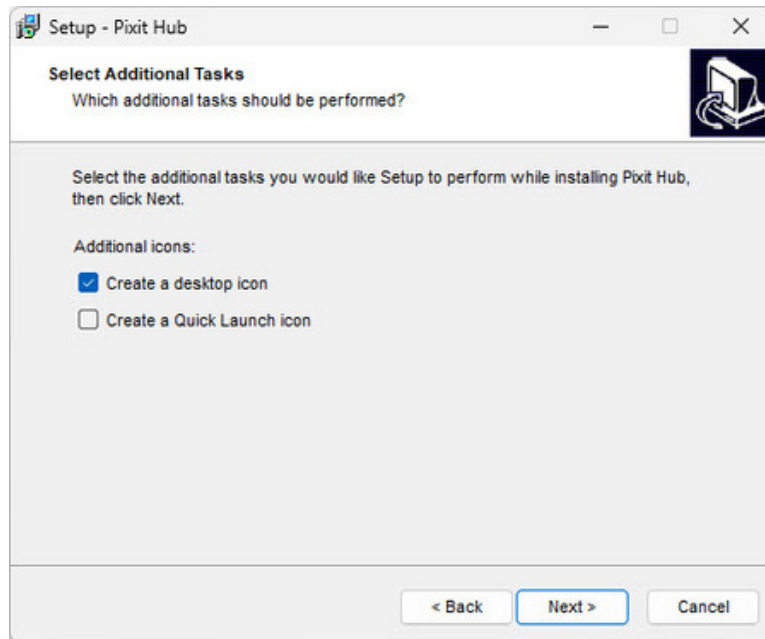 Setup - Pixit Hub
Select Additional Tasks
Which additional tasks should be performed?
Select the additional tasks you would like Setup to perform while installing Pixit Hub,
then click Next.
Additional icons:
Create a desktop icon
Create a Quick Launch icon
< Back Next > Cancel